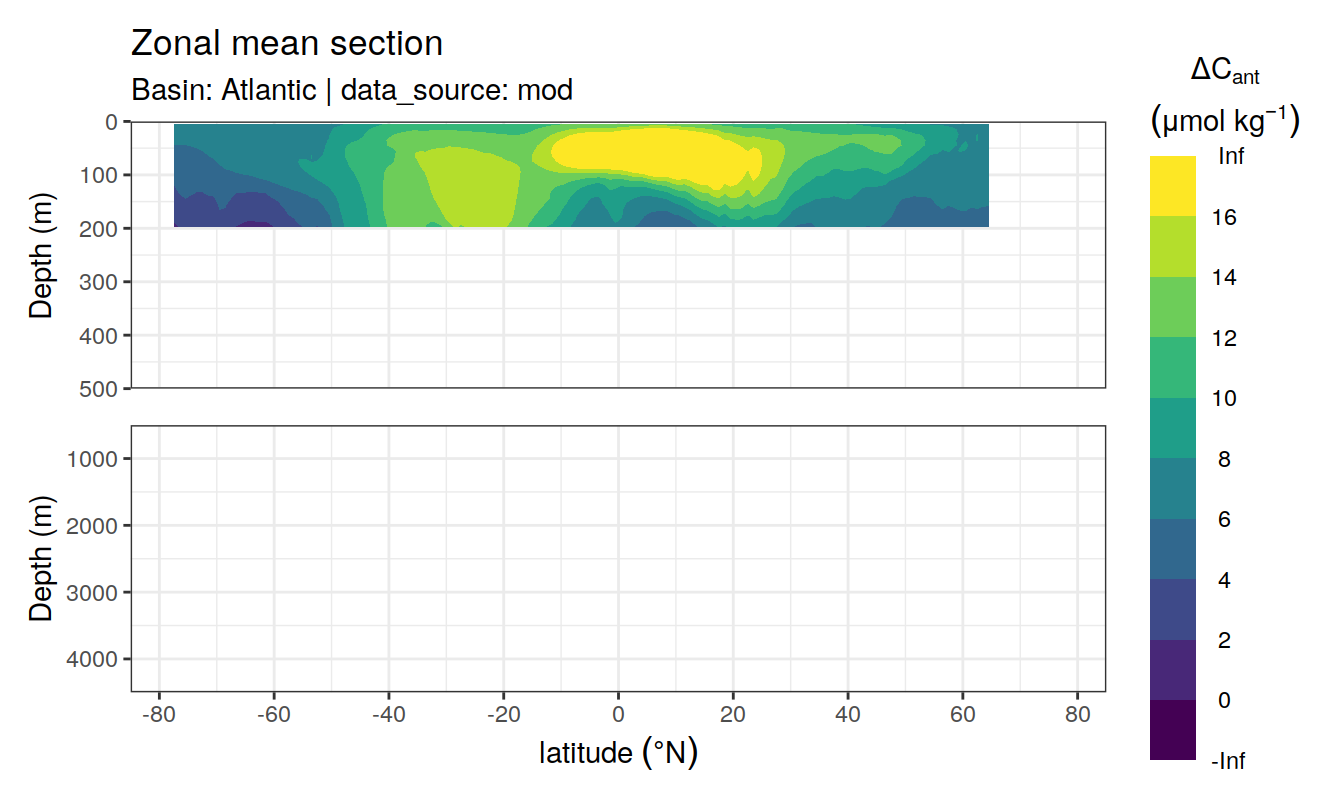 Zonal mean section
Basin: Atlantic | data_source: mod
ΔCant
(μmol kg⁻¹)
Inf
16
14
12
10
8
6
4
2
0
-Inf
Depth (m)
0
100
200
300
400
500
Depth (m)
1000
2000
3000
4000
-80 -60 -40 -20 0 20 40 60 80
latitude (°N)